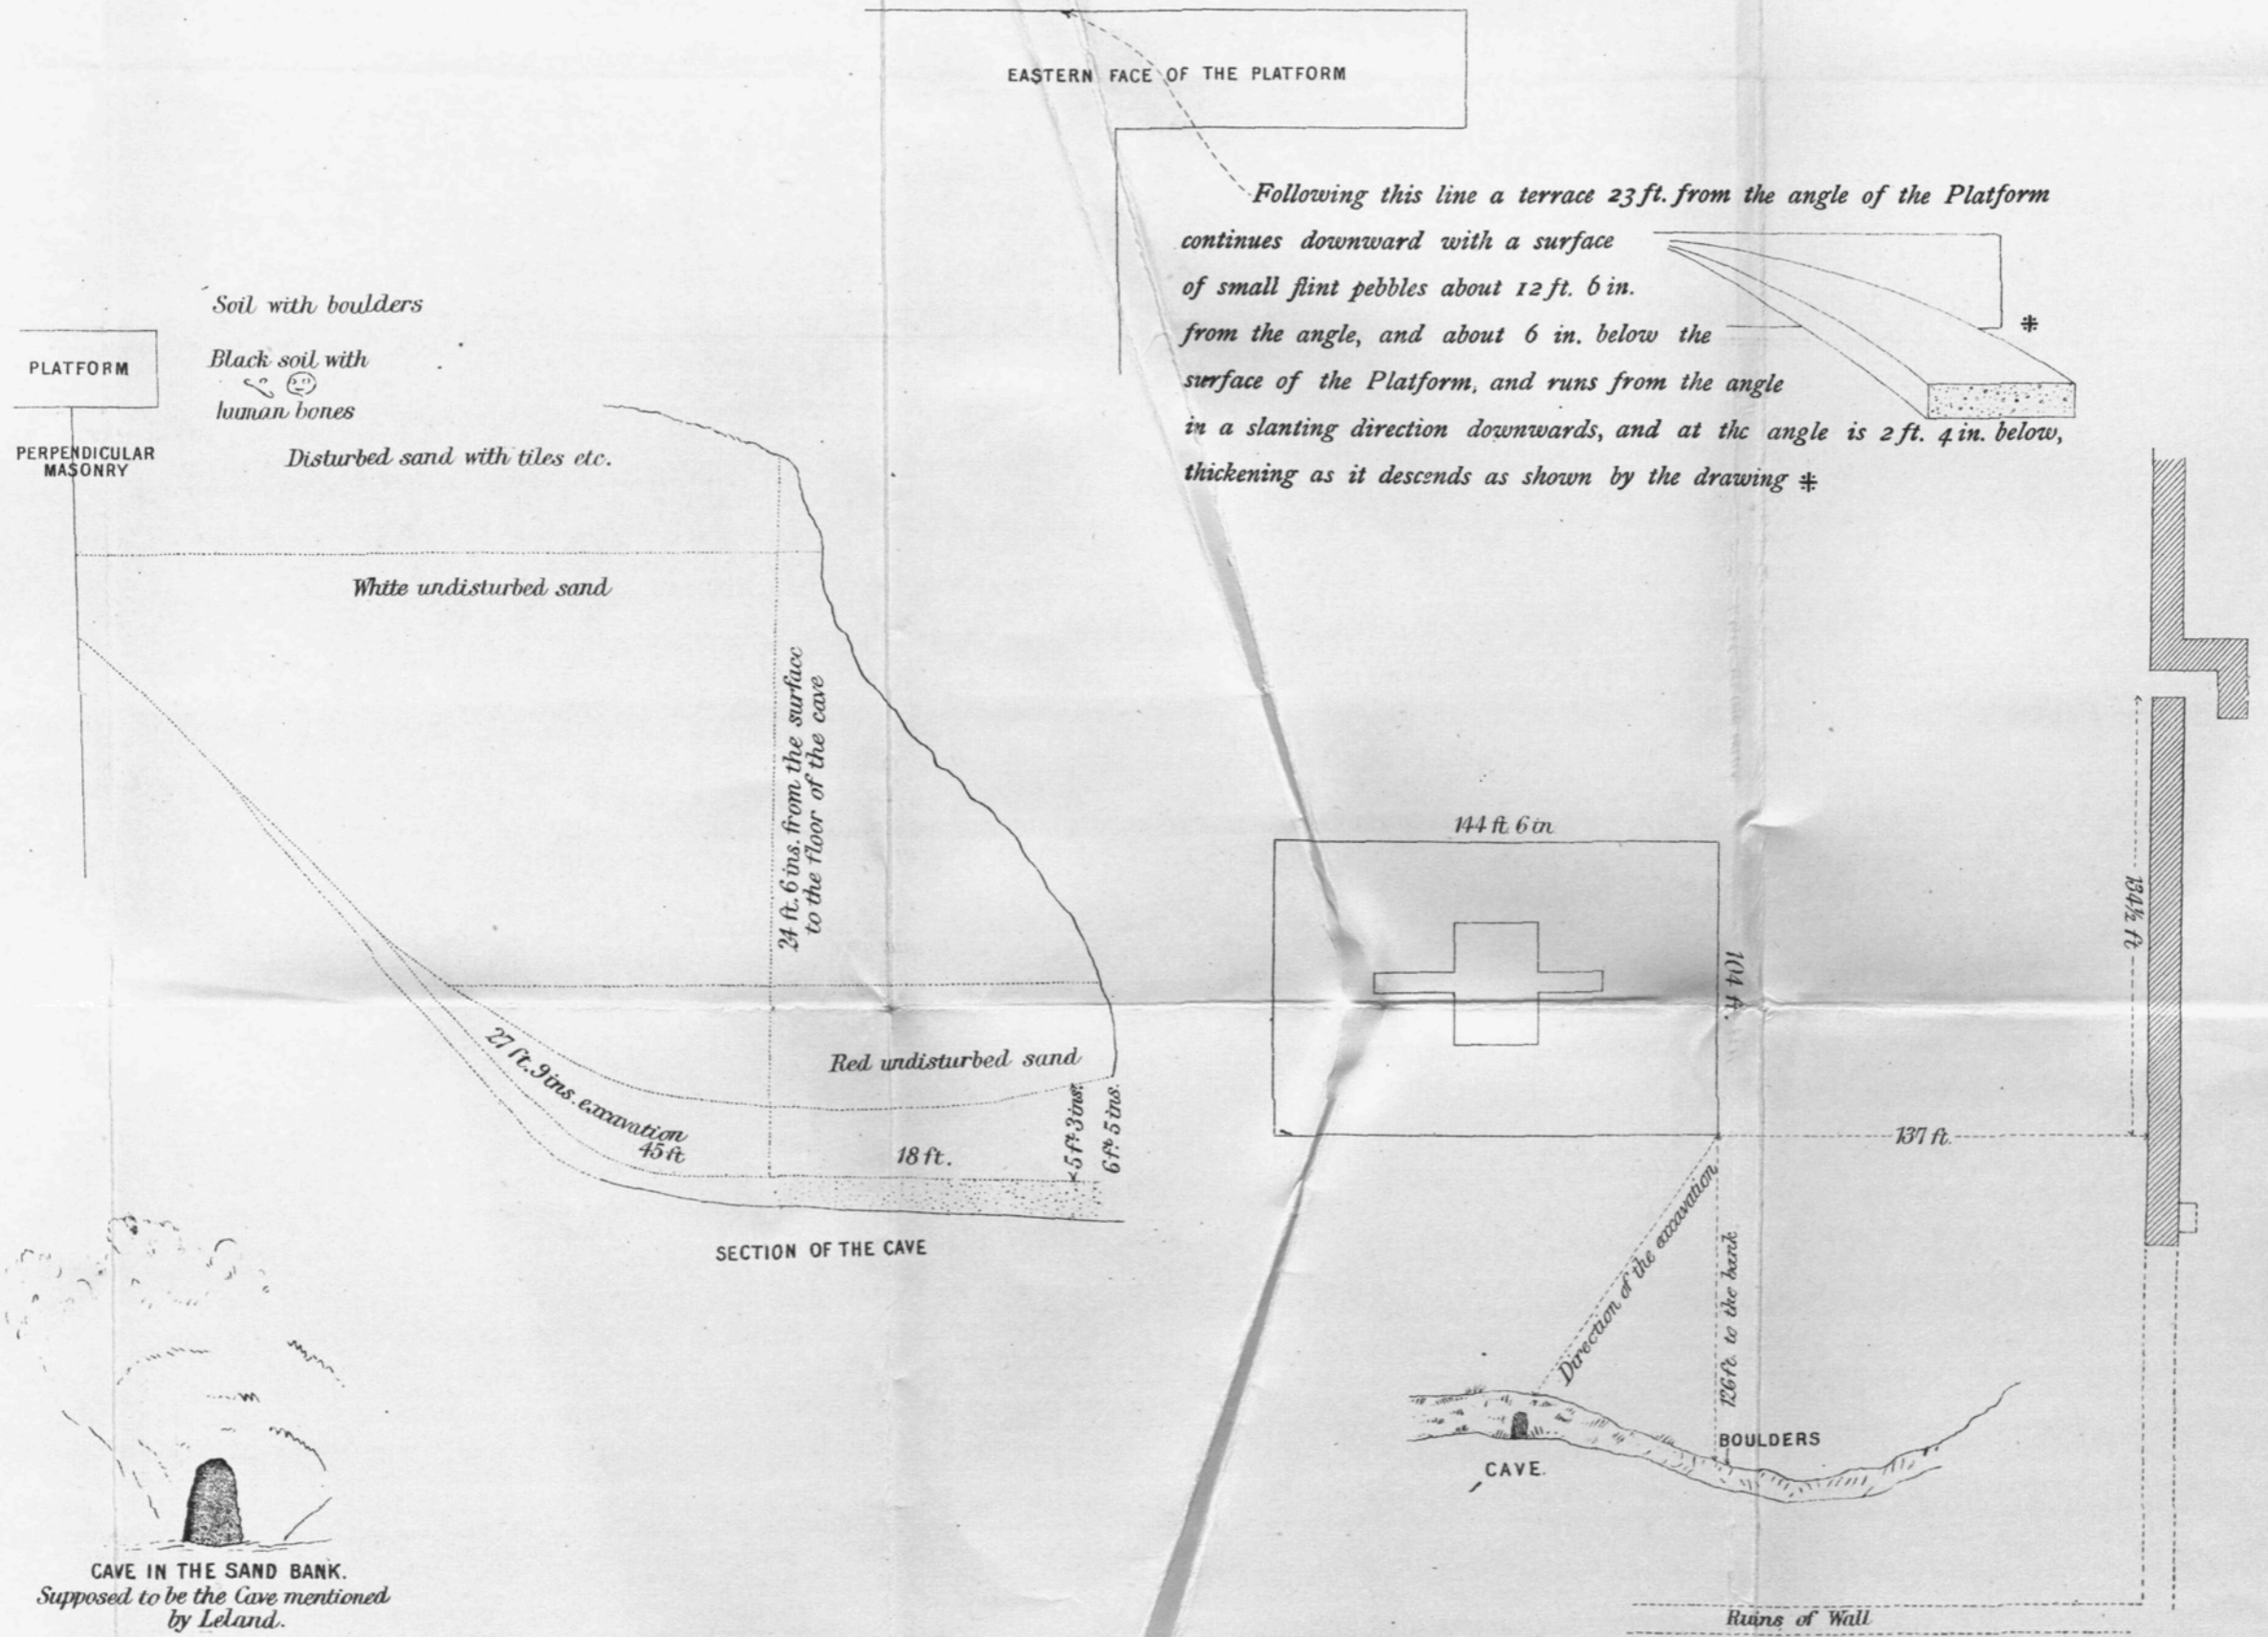 EASTERN FACE OF THE PLATFORM
Following this line a terrace 23 ft. from the angle of the Platform
continues downward with a surface
of small flint pebbles about 12 ft. 6 in.
from the angle, and about 6 in. below the
surface of the Platform, and runs from the angle
in a slanting direction downwards, and at the angle is 2 ft. 4 in. below,
thickening as it descends as shown by the drawing ⁜
⁜
Soil with boulders
PLATFORM
Black soil with
human bones
PERPENDICULAR
MASONRY
Disturbed sand with tiles etc.
White undisturbed sand
24 ft. 6 ins. from the surface
to the floor of the cave
27 ft. 9 ins. excavation
45 ft
Red undisturbed sand
18 ft.
5 ft. 3 ins.
6 ft. 5 ins.
SECTION OF THE CAVE
144 ft 6 in
104 ft.
134½ ft
137 ft.
Direction of the excavation
126 ft. to the bank
BOULDERS
CAVE.
CAVE IN THE SAND BANK.
Supposed to be the Cave mentioned
by Leland.
Ruins of Wall